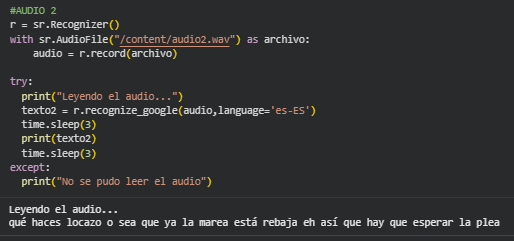 #AUDIO 2
r = sr.Recognizer()
with sr.AudioFile("/content/audio2.wav") as archivo:
    audio = r.record(archivo)

try:
  print("Leyendo el audio...")
  texto2 = r.recognize_google(audio,language='es-ES')
  time.sleep(3)
  print(texto2)
  time.sleep(3)
except:
  print("No se pudo leer el audio")

Leyendo el audio...
qué haces locazo o sea que ya la marea está rebaja eh así que hay que esperar la plea